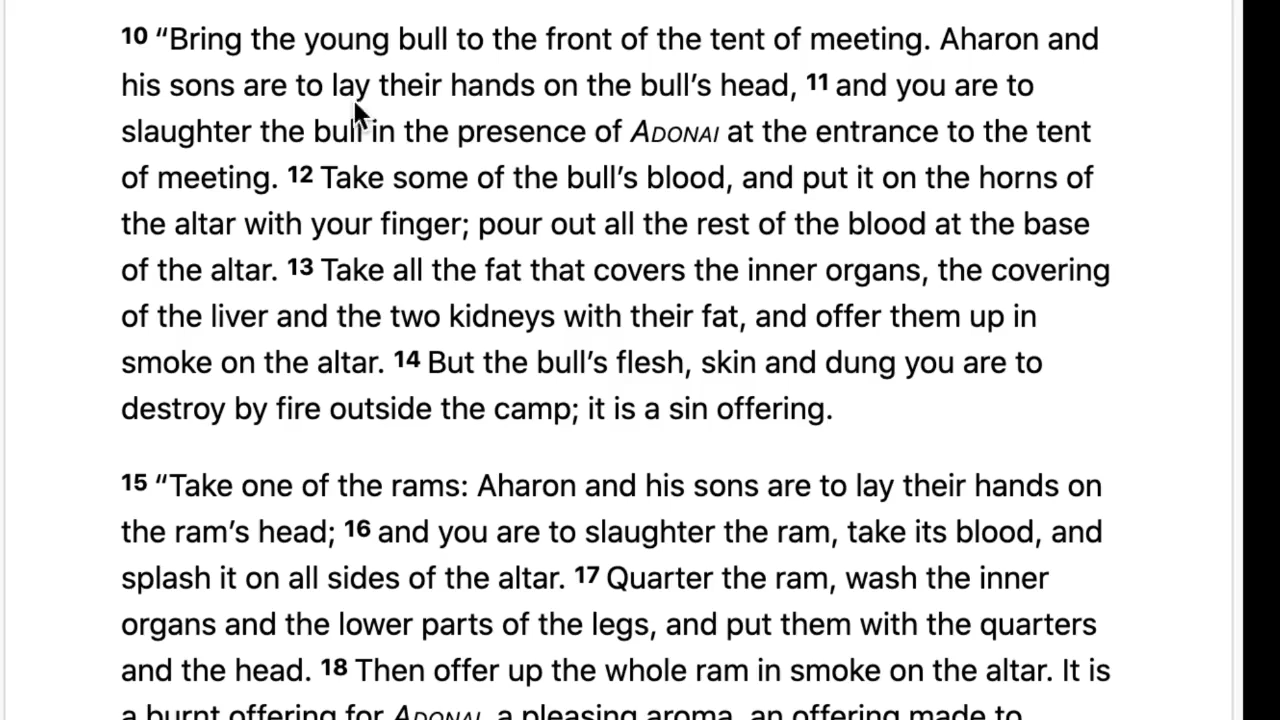 10 “Bring the young bull to the front of the tent of meeting. Aharon and
his sons are to lay their hands on the bull’s head, 11 and you are to
slaughter the bull in the presence of ADONAI at the entrance to the tent
of meeting. 12 Take some of the bull’s blood, and put it on the horns of
the altar with your finger; pour out all the rest of the blood at the base
of the altar. 13 Take all the fat that covers the inner organs, the covering
of the liver and the two kidneys with their fat, and offer them up in
smoke on the altar. 14 But the bull’s flesh, skin and dung you are to
destroy by fire outside the camp; it is a sin offering.
15 “Take one of the rams: Aharon and his sons are to lay their hands on
the ram’s head; 16 and you are to slaughter the ram, take its blood, and
splash it on all sides of the altar. 17 Quarter the ram, wash the inner
organs and the lower parts of the legs, and put them with the quarters
and the head. 18 Then offer up the whole ram in smoke on the altar. It is
a burnt offering for ADONAI, a pleasing aroma, an offering made to